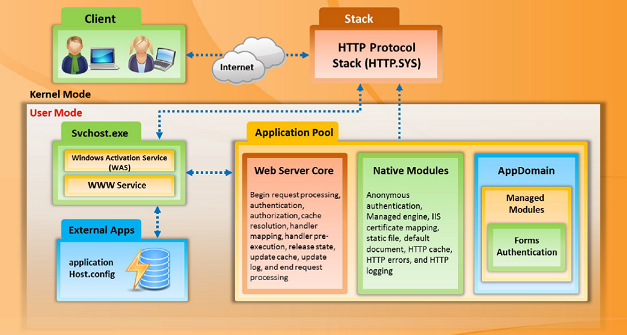 Client
Stack
Internet
HTTP Protocol
Stack (HTTP.SYS)
Kernel Mode
User Mode
Svchost.exe
Windows Activation Service
(WAS)
WWW Service
External Apps
application
Host.config
Application Pool
Web Server Core
Begin request processing,
authentication,
authorization, cache
resolution, handler
mapping, handler pre-
execution, release state,
update cache, update
log, and end request
processing
Native Modules
Anonymous
authentication,
Managed engine, IIS
certificate mapping,
static file, default
document, HTTP cache,
HTTP errors, and HTTP
logging
AppDomain
Managed
Modules
Forms
Authentication